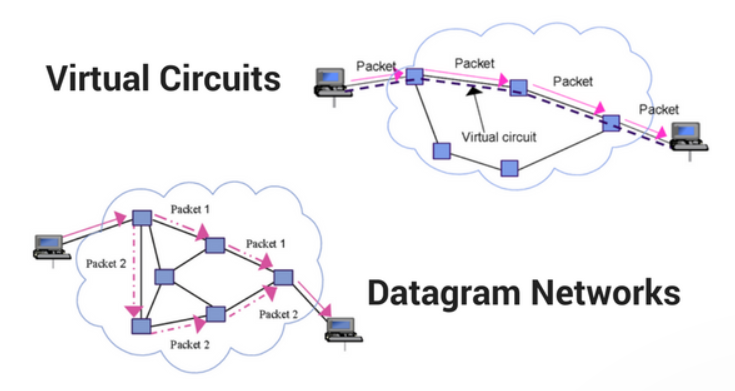 Virtual Circuits
Packet
Packet
Packet
Packet
Virtual circuit
Packet 1
Packet 1
Packet 2
Packet 2
Packet 2
Datagram Networks